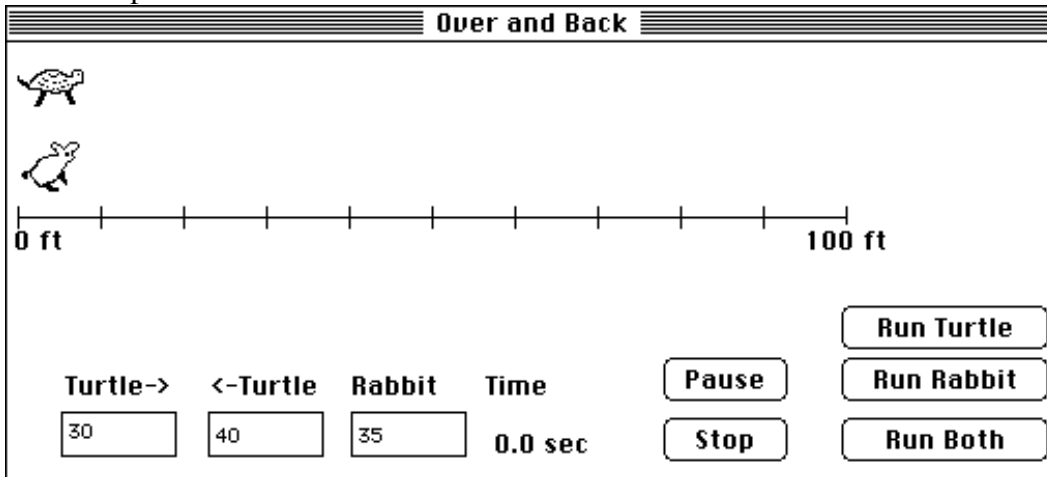 Over and Back
0 ft
100 ft
Run Turtle
Turtle-> <-Turtle Rabbit Time Pause Run Rabbit
30 40 35 0.0 sec Stop Run Both